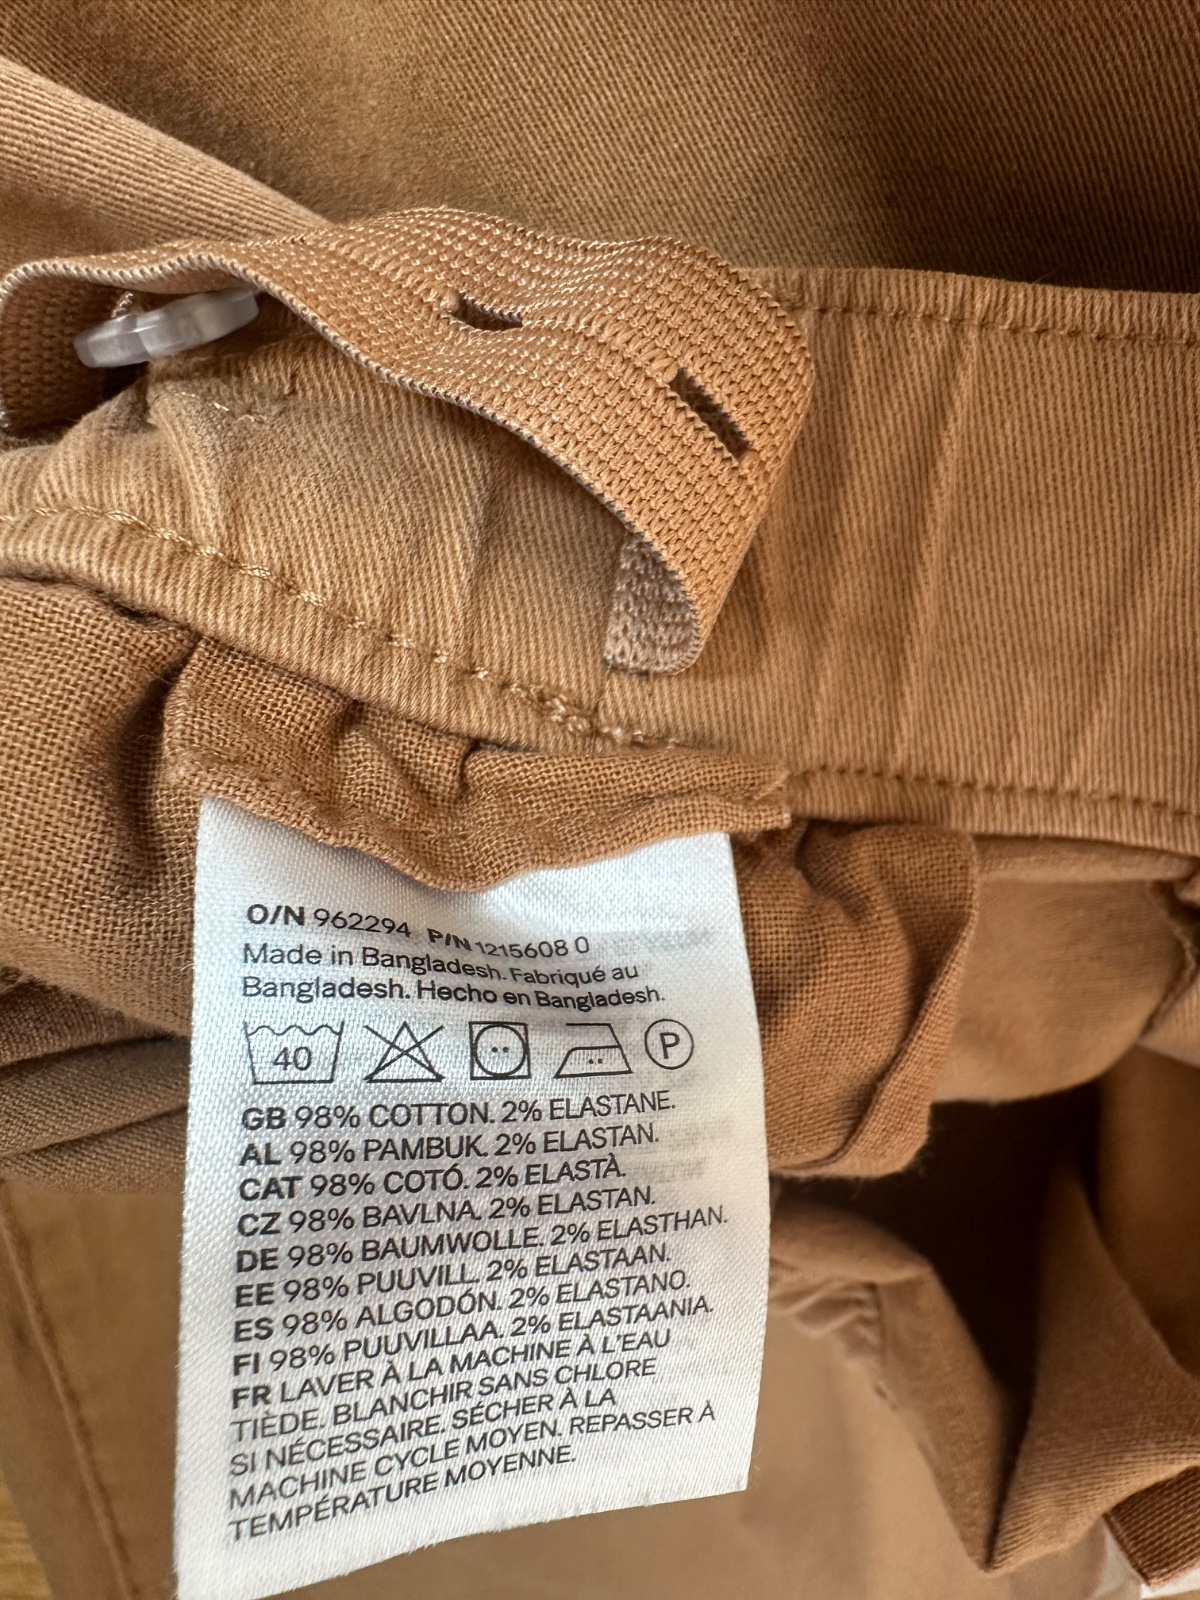 O/N 962294 P/N 1215608 0
Made in Bangladesh. Fabriqué au
Bangladesh. Hecho en Bangladesh.
40 P
GB 98% COTTON. 2% ELASTANE.
AL 98% PAMBUK. 2% ELASTAN.
CAT 98% COTÓ. 2% ELASTÀ.
CZ 98% BAVLNA. 2% ELASTAN.
DE 98% BAUMWOLLE. 2% ELASTHAN.
EE 98% PUUVILL. 2% ELASTAAN.
ES 98% ALGODÓN. 2% ELASTANO.
FI 98% PUUVILLAA. 2% ELASTAANIA.
FR LAVER À LA MACHINE À L'EAU
TIÈDE. BLANCHIR SANS CHLORE
SI NÉCESSAIRE. SÉCHER À LA
MACHINE CYCLE MOYEN. REPASSER À
TEMPÉRATURE MOYENNE.